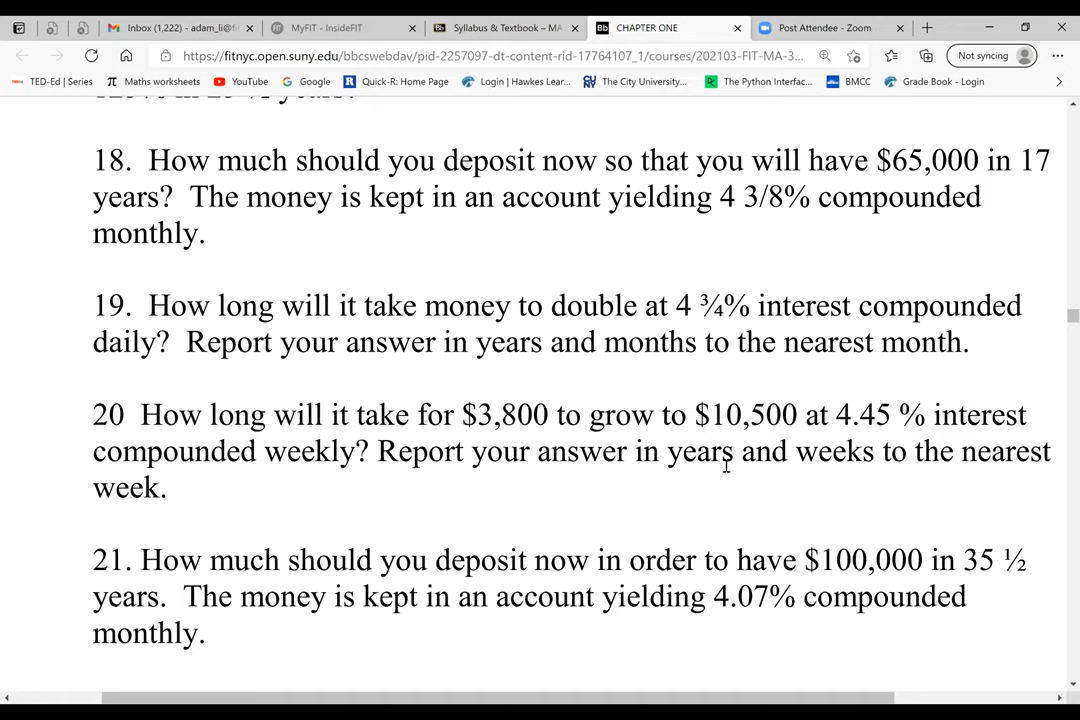 Inbox (1,222) - adam_li@fi
MyFIT - InsideFIT
Syllabus & Textbook – MA
Bb CHAPTER ONE
Post Attendee - Zoom
https://fitnyc.open.suny.edu/bbcswebdav/pid-2257097-dt-content-rid-17764107_1/courses/202103-FIT-MA-3...
Not syncing
TED-Ed | Series
Maths worksheets
YouTube
Google
R Quick-R: Home Page
Login | Hawkes Lear...
The City University...
The Python Interfac...
BMCC
Grade Book - Login
18. How much should you deposit now so that you will have $65,000 in 17
years? The money is kept in an account yielding 4 3/8% compounded
monthly.
19. How long will it take money to double at 4 ¾% interest compounded
daily? Report your answer in years and months to the nearest month.
20 How long will it take for $3,800 to grow to $10,500 at 4.45 % interest
compounded weekly? Report your answer in years and weeks to the nearest
week.
21. How much should you deposit now in order to have $100,000 in 35 ½
years. The money is kept in an account yielding 4.07% compounded
monthly.